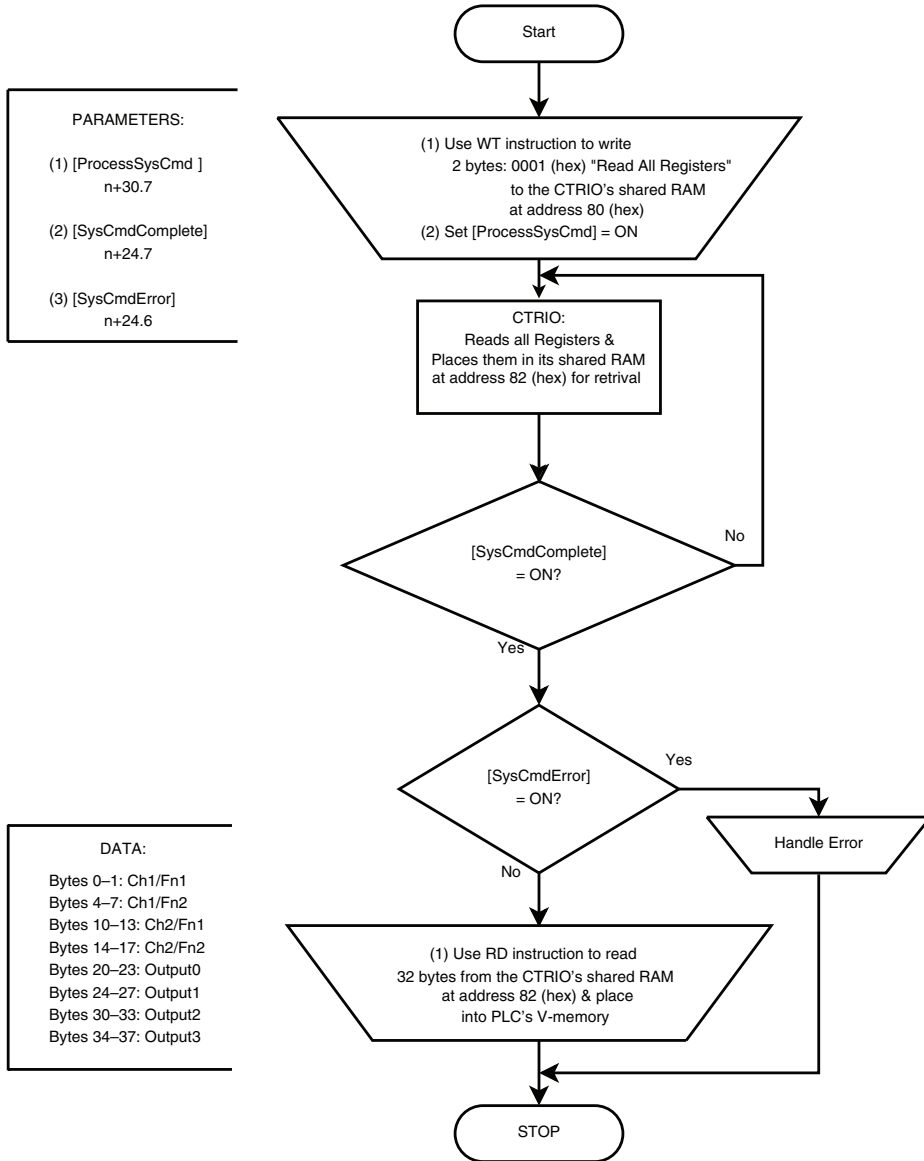 Start
PARAMETERS:
(1) [ProcessSysCmd ]
n+30.7
(2) [SysCmdComplete]
n+24.7
(3) [SysCmdError]
n+24.6
(1) Use WT instruction to write
2 bytes: 0001 (hex) "Read All Registers"
to the CTRIO's shared RAM
at address 80 (hex)
(2) Set [ProcessSysCmd] = ON
CTRIO:
Reads all Registers &
Places them in its shared RAM
at address 82 (hex) for retrival
[SysCmdComplete]
= ON?
No
Yes
[SysCmdError]
= ON?
Yes
No
Handle Error
DATA:
Bytes 0–1: Ch1/Fn1
Bytes 4–7: Ch1/Fn2
Bytes 10–13: Ch2/Fn1
Bytes 14–17: Ch2/Fn2
Bytes 20–23: Output0
Bytes 24–27: Output1
Bytes 30–33: Output2
Bytes 34–37: Output3
(1) Use RD instruction to read
32 bytes from the CTRIO's shared RAM
at address 82 (hex) & place
into PLC's V-memory
STOP